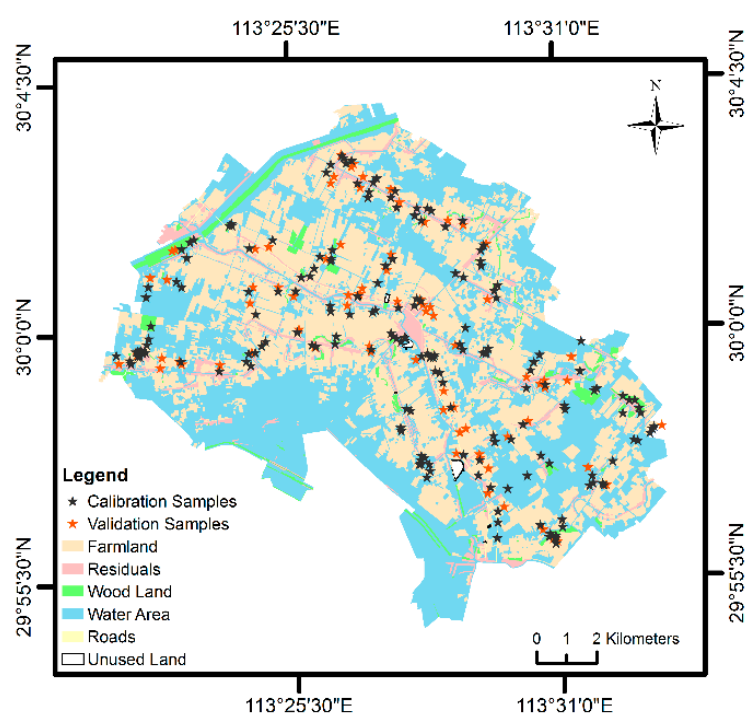 113°25'30"E 113°31'0"E
N
30°4'30"N 30°4'30"N
30°0'0"N 30°0'0"N
Legend
Calibration Samples
Validation Samples
Farmland
Residuals
Wood Land
Water Area
Roads
Unused Land
29°55'30"N 29°55'30"N
0 1 2 Kilometers
113°25'30"E 113°31'0"E